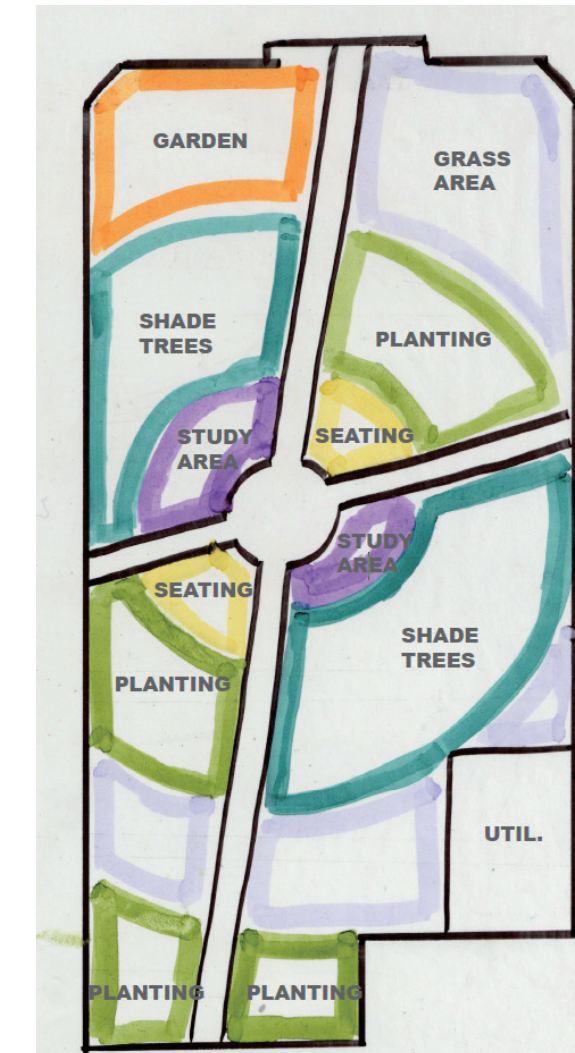 GARDEN
GRASS
AREA
SHADE
TREES
PLANTING
STUDY
AREA
SEATING
STUDY
AREA
SEATING
SHADE
TREES
PLANTING
UTIL.
PLANTING
PLANTING